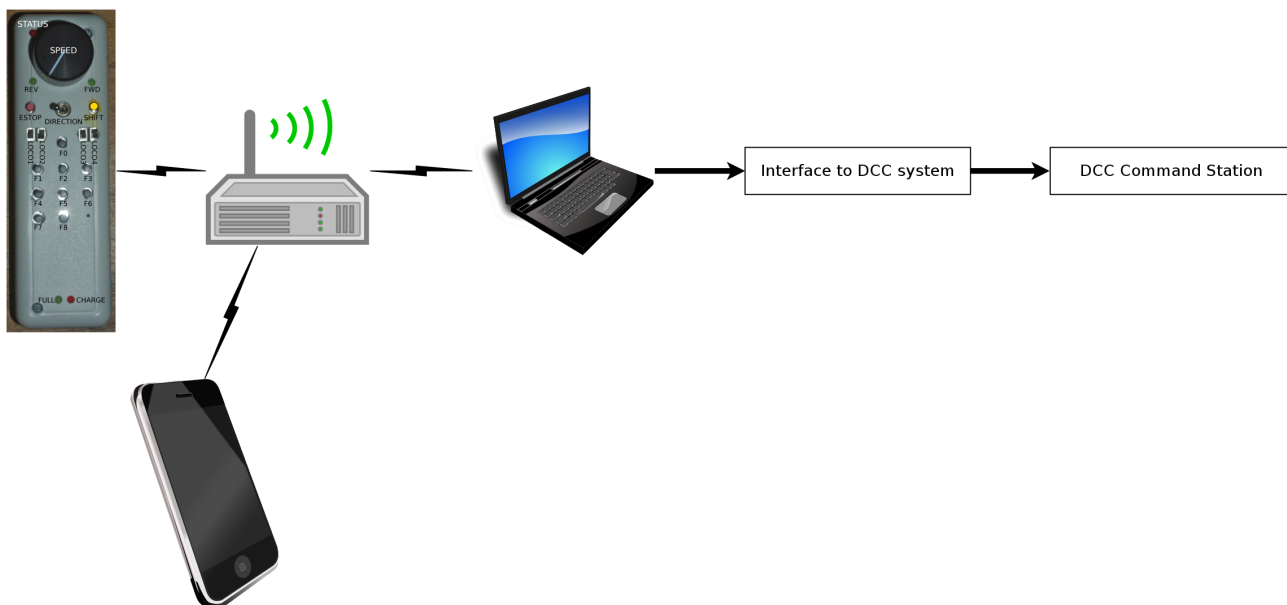 STATUS
SPEED
REV FWD
ESTOP SHIFT
DIRECTION
LOCO1 LOCO2 LOCO3 LOCO4
F0
F1 F2 F3
F4 F5 F6
F7 F8
FULL CHARGE
Interface to DCC system
DCC Command Station